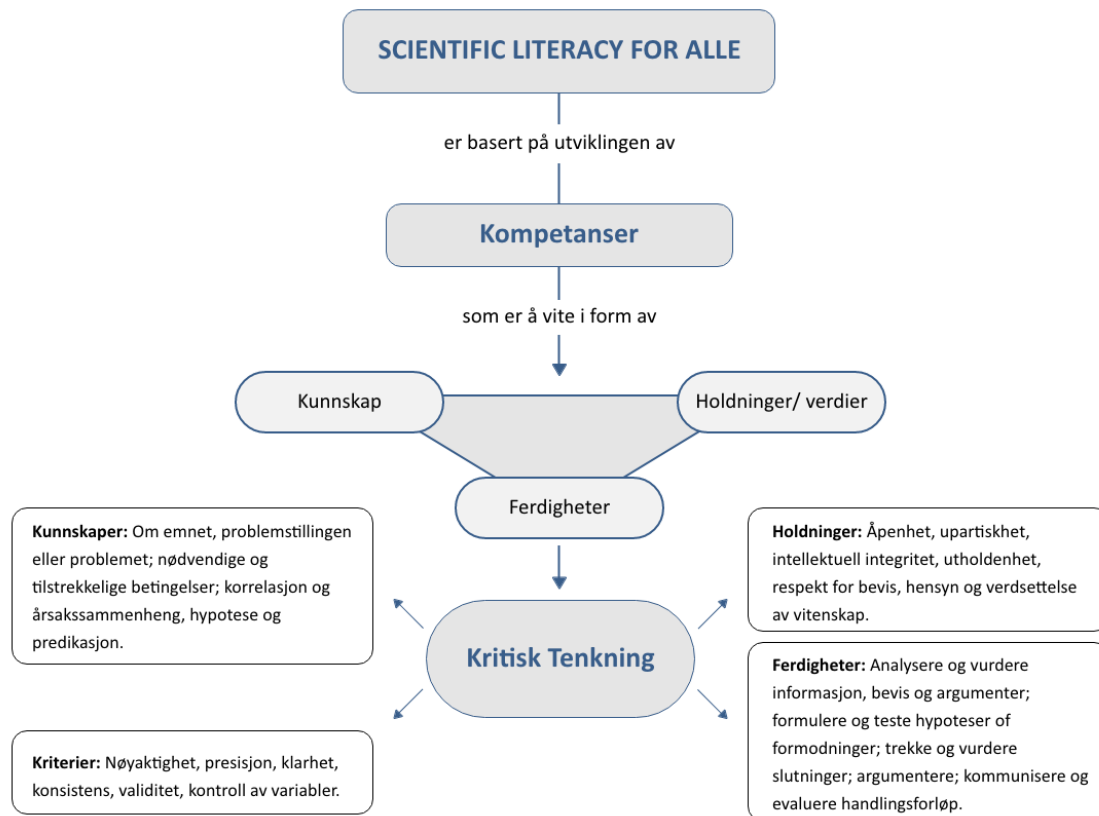 SCIENTIFIC LITERACY FOR ALLE
er basert på utviklingen av
Kompetanser
som er å vite i form av
Kunnskap
Holdninger/ verdier
Ferdigheter
Kunnskaper: Om emnet, problemstillingen
eller problemet; nødvendige og
tilstrekkelige betingelser; korrelasjon og
årsakssammenheng, hypotese og
predikasjon.
Holdninger: Åpenhet, upartiskhet,
intellektuell integritet, utholdenhet,
respekt for bevis, hensyn og verdsettelse
av vitenskap.
Kritisk Tenkning
Kriterier: Nøyaktighet, presisjon, klarhet,
konsistens, validitet, kontroll av variabler.
Ferdigheter: Analysere og vurdere
informasjon, bevis og argumenter;
formulere og teste hypoteser of
formodninger; trekke og vurdere
slutninger; argumentere; kommunisere og
evaluere handlingsforløp.